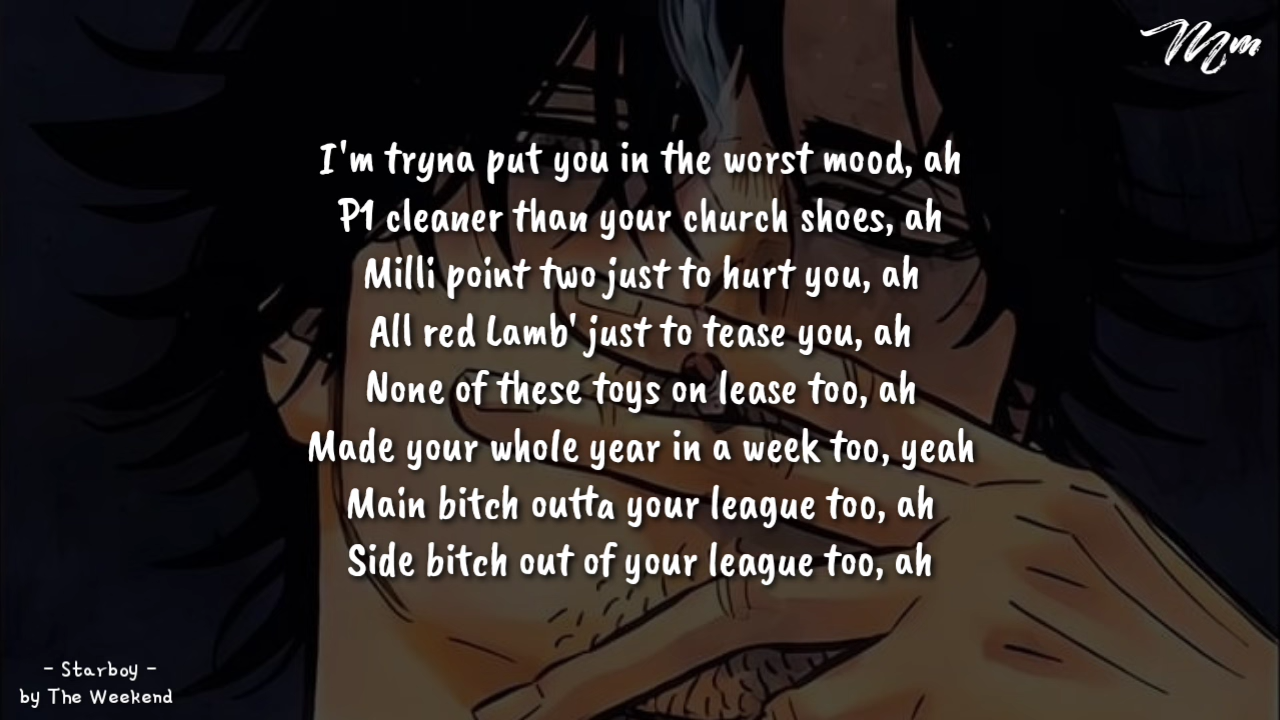 Mm
I'm tryna put you in the worst mood, ah
P1 cleaner than your church shoes, ah
Milli point two just to hurt you, ah
All red Lamb' just to tease you, ah
None of these toys on lease too, ah
Made your whole year in a week too, yeah
Main bitch outta your league too, ah
Side bitch out of your league too, ah
- Starboy -
by The Weekend